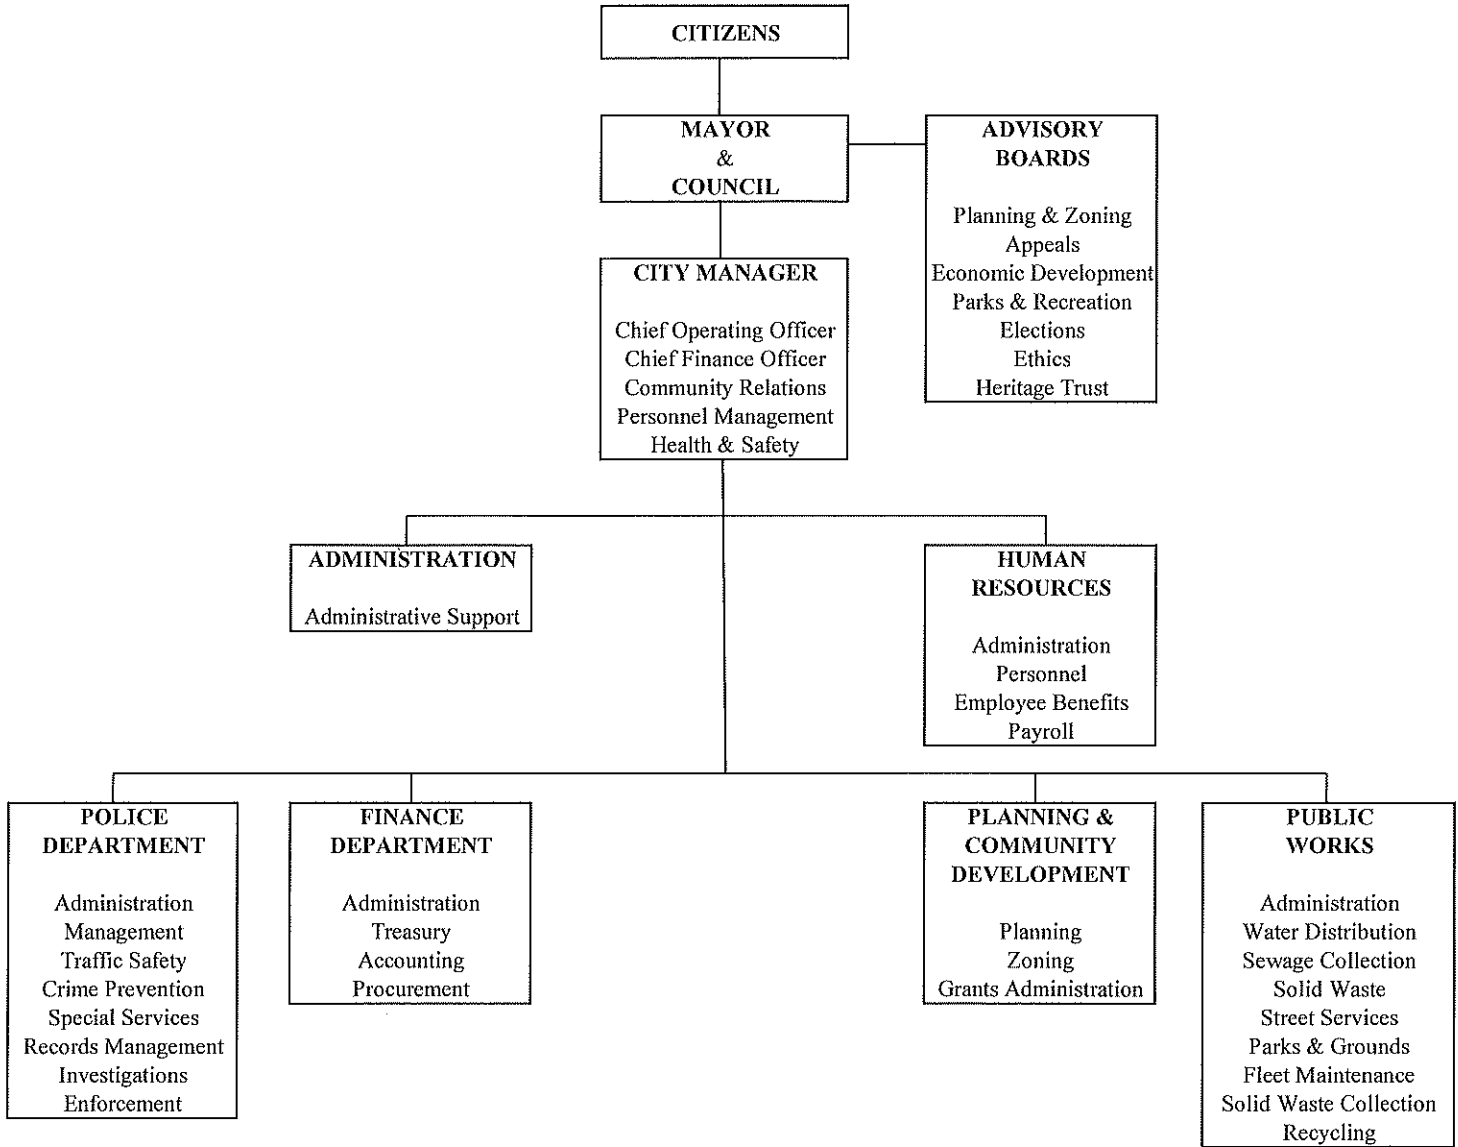 CITIZENS
MAYOR
&
COUNCIL
ADVISORY
BOARDS
Planning & Zoning
Appeals
Economic Development
Parks & Recreation
Elections
Ethics
Heritage Trust
CITY MANAGER
Chief Operating Officer
Chief Finance Officer
Community Relations
Personnel Management
Health & Safety
ADMINISTRATION
Administrative Support
HUMAN
RESOURCES
Administration
Personnel
Employee Benefits
Payroll
POLICE
DEPARTMENT
Administration
Management
Traffic Safety
Crime Prevention
Special Services
Records Management
Investigations
Enforcement
FINANCE
DEPARTMENT
Administration
Treasury
Accounting
Procurement
PLANNING &
COMMUNITY
DEVELOPMENT
Planning
Zoning
Grants Administration
PUBLIC
WORKS
Administration
Water Distribution
Sewage Collection
Solid Waste
Street Services
Parks & Grounds
Fleet Maintenance
Solid Waste Collection
Recycling